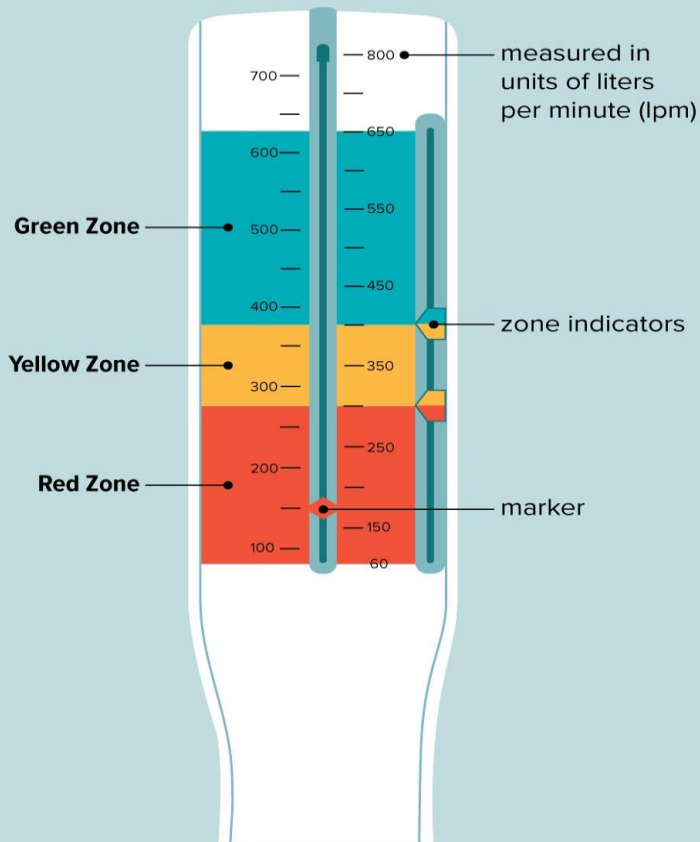 800
measured in
units of liters
per minute (lpm)
700
650
600
550
Green Zone
500
450
400
zone indicators
Yellow Zone
350
300
250
200
Red Zone
marker
150
100
60